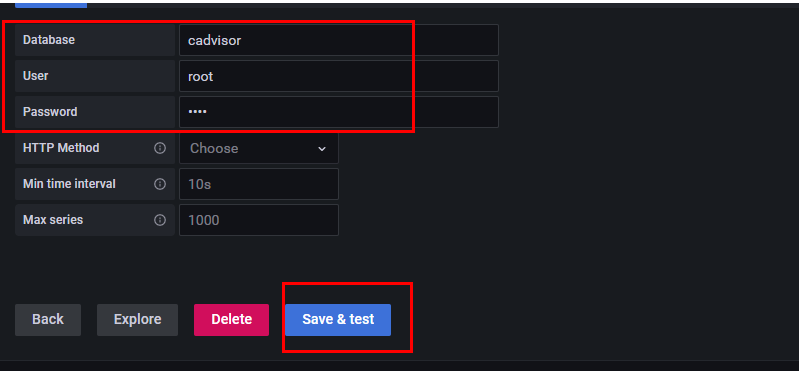 Database cadvisor
User root
Password ••••
HTTP Method Choose
Min time interval 10s
Max series 1000
Back Explore Delete Save & test